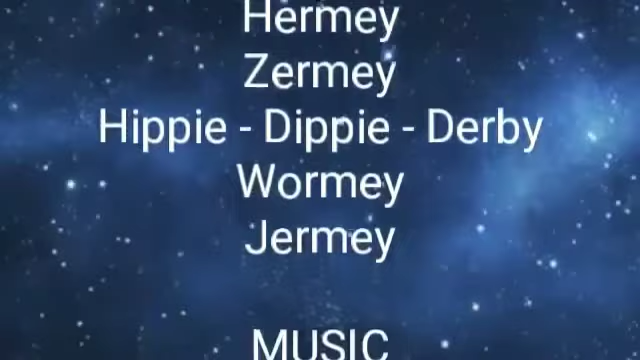 Hermey
Zermey
Hippie - Dippie - Derby
Wormey
Jermey
MUSIC